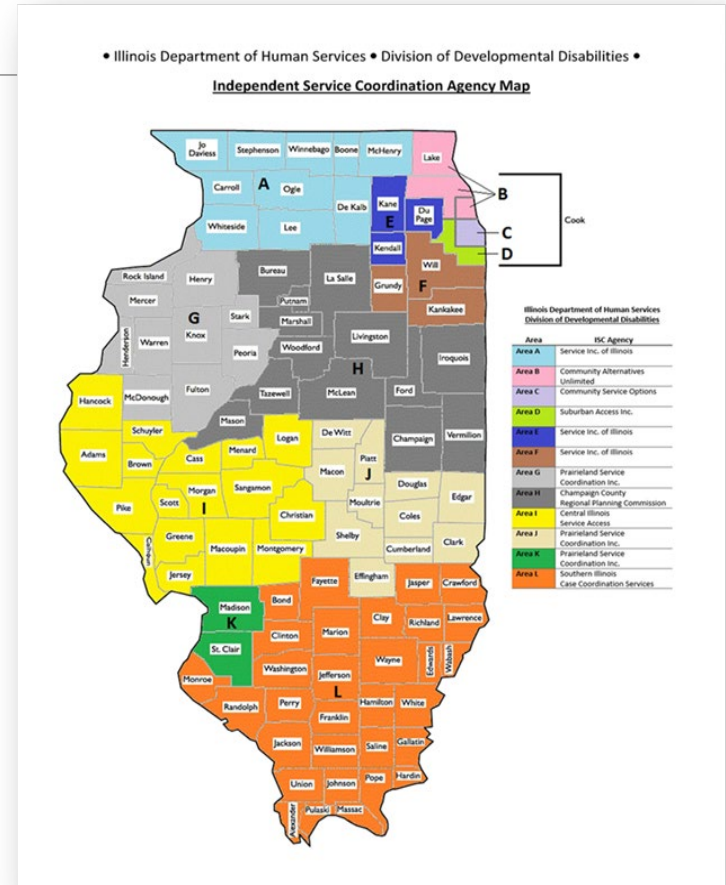 • Illinois Department of Human Services • Division of Developmental Disabilities •
Independent Service Coordination Agency Map
Jo Daviess
Stephenson
Winnebago
Boone
McHenry
Lake
Carroll
A
Ogle
De Kalb
Kane
E
Du Page
B
Cook
C
D
Whiteside
Lee
Kendall
Will
F
Grundy
Kankakee
Rock Island
Henry
Bureau
La Salle
Mercer
Putnam
Stark
Marshall
G
Knox
Henderson
Warren
Peoria
Woodford
Livingston
Iroquois
H
Fulton
Tazewell
McLean
Ford
Hancock
McDonough
Mason
Schuyler
Logan
De Witt
Champaign
Vermilion
Adams
Brown
Cass
Menard
Piatt
Macon
J
Douglas
Edgar
Morgan
Sangamon
Moultrie
Pike
Scott
I
Christian
Coles
Greene
Shelby
Clark
Calhoun
Macoupin
Montgomery
Cumberland
Jersey
Fayette
Effingham
Jasper
Crawford
Madison
Bond
K
Clay
Richland
Lawrence
Clinton
Marion
St. Clair
Wayne
Edwards
Wabash
Washington
Jefferson
Monroe
L
Randolph
Perry
Hamilton
White
Franklin
Jackson
Williamson
Saline
Gallatin
Union
Johnson
Pope
Hardin
Alexander
Pulaski
Massac
Illinois Department of Human Services
Division of Developmental Disabilities
Area ISC Agency
Area A Service Inc. of Illinois
Area B Community Alternatives
Unlimited
Area C Community Service Options
Area D Suburban Access Inc.
Area E Service Inc. of Illinois
Area F Service Inc. of Illinois
Area G Prairieland Service
Coordination Inc.
Area H Champaign County
Regional Planning Commission
Area I Central Illinois
Service Access
Area J Prairieland Service
Coordination Inc.
Area K Prairieland Service
Coordination Inc.
Area L Southern Illinois
Case Coordination Services